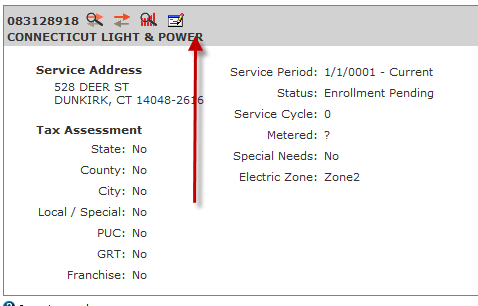 083128918
CONNECTICUT LIGHT & POWER
Service Address
528 DEER ST
DUNKIRK, CT 14048-2616
Tax Assessment
State: No
County: No
City: No
Local / Special: No
PUC: No
GRT: No
Franchise: No
Service Period: 1/1/0001 - Current
Status: Enrollment Pending
Service Cycle: 0
Metered: ?
Special Needs: No
Electric Zone: Zone2